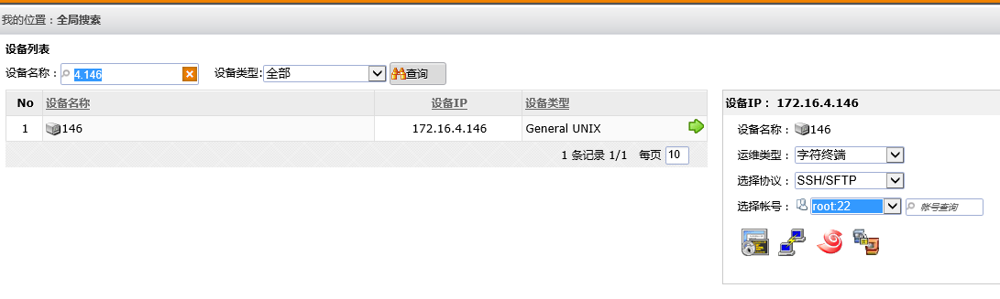 我的位置：全局搜索
设备列表
设备名称： 4.146 设备类型: 全部 查询
No 设备名称 设备IP 设备类型
1 146 172.16.4.146 General UNIX
1 条记录 1/1 每页 10
设备IP： 172.16.4.146
设备名称： 146
运维类型： 字符终端
选择协议： SSH/SFTP
选择帐号： root:22 帐号查询